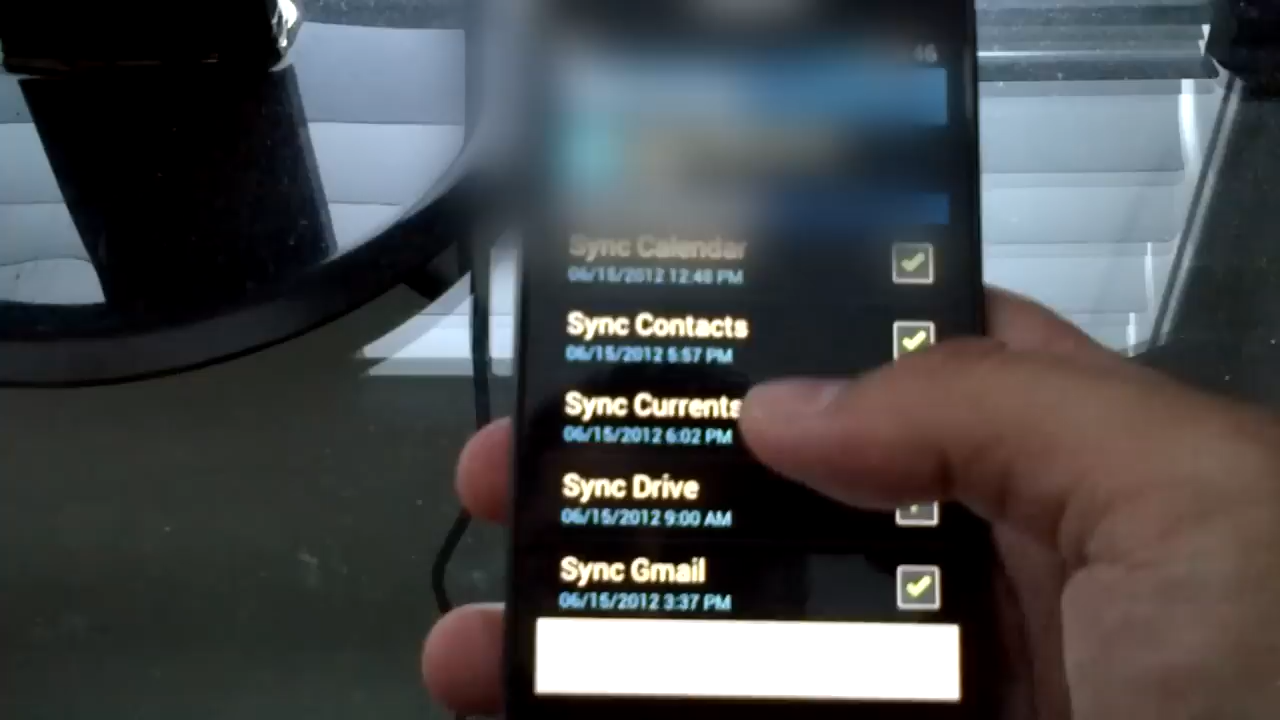 46
Sync Calendar
06/15/2012 12:48 PM
Sync Contacts
06/15/2012 5:57 PM
Sync Currents
06/15/2012 6:02 PM
Sync Drive
06/15/2012 9:00 AM
Sync Gmail
06/15/2012 3:37 PM